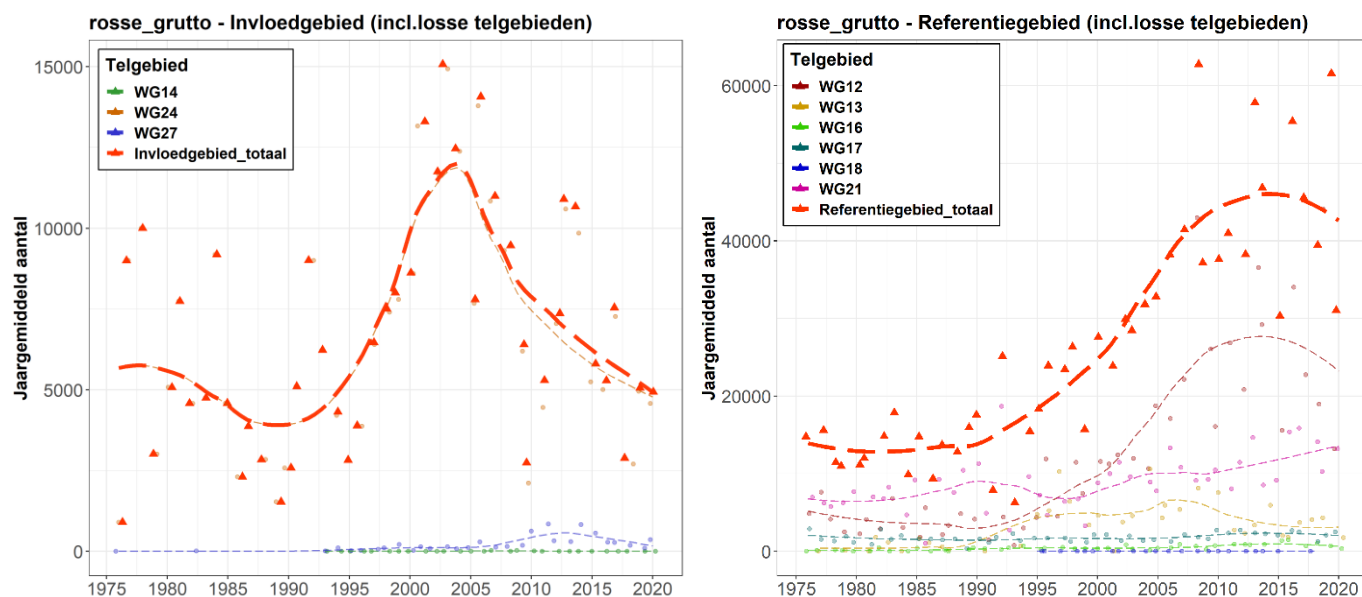 rosse_grutto - Invloedgebied (incl.losse telgebieden)
Telgebied
WG14
WG24
WG27
Invloedgebied_totaal
Jaargemiddeld aantal
15000
10000
5000
0
1975 1980 1985 1990 1995 2000 2005 2010 2015 2020
rosse_grutto - Referentiegebied (incl.losse telgebieden)
Telgebied
WG12
WG13
WG16
WG17
WG18
WG21
Referentiegebied_totaal
Jaargemiddeld aantal
60000
40000
20000
0
1975 1980 1985 1990 1995 2000 2005 2010 2015 2020